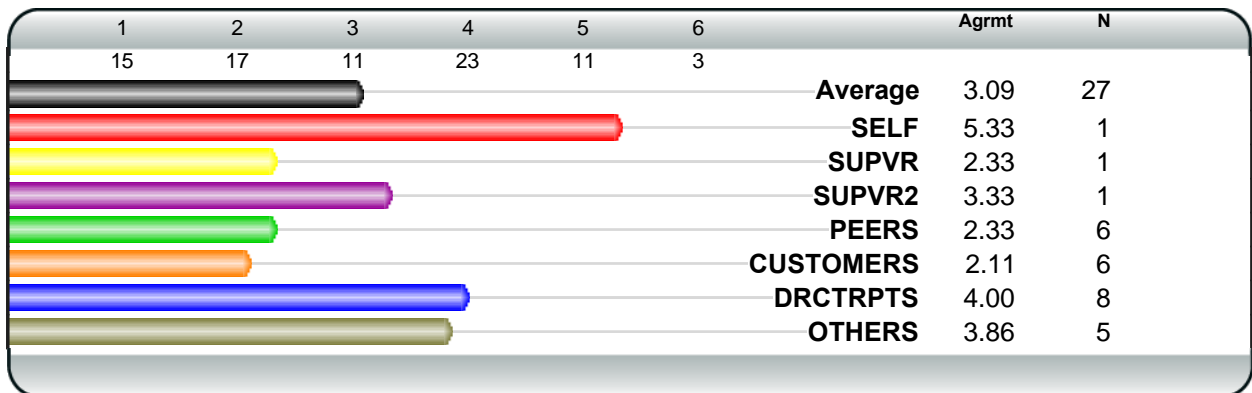 1 2 3 4 5 6 Agrmt N
15 17 11 23 11 3
Average 3.09 27
SELF 5.33 1
SUPVR 2.33 1
SUPVR2 3.33 1
PEERS 2.33 6
CUSTOMERS 2.11 6
DRCTRPTS 4.00 8
OTHERS 3.86 5